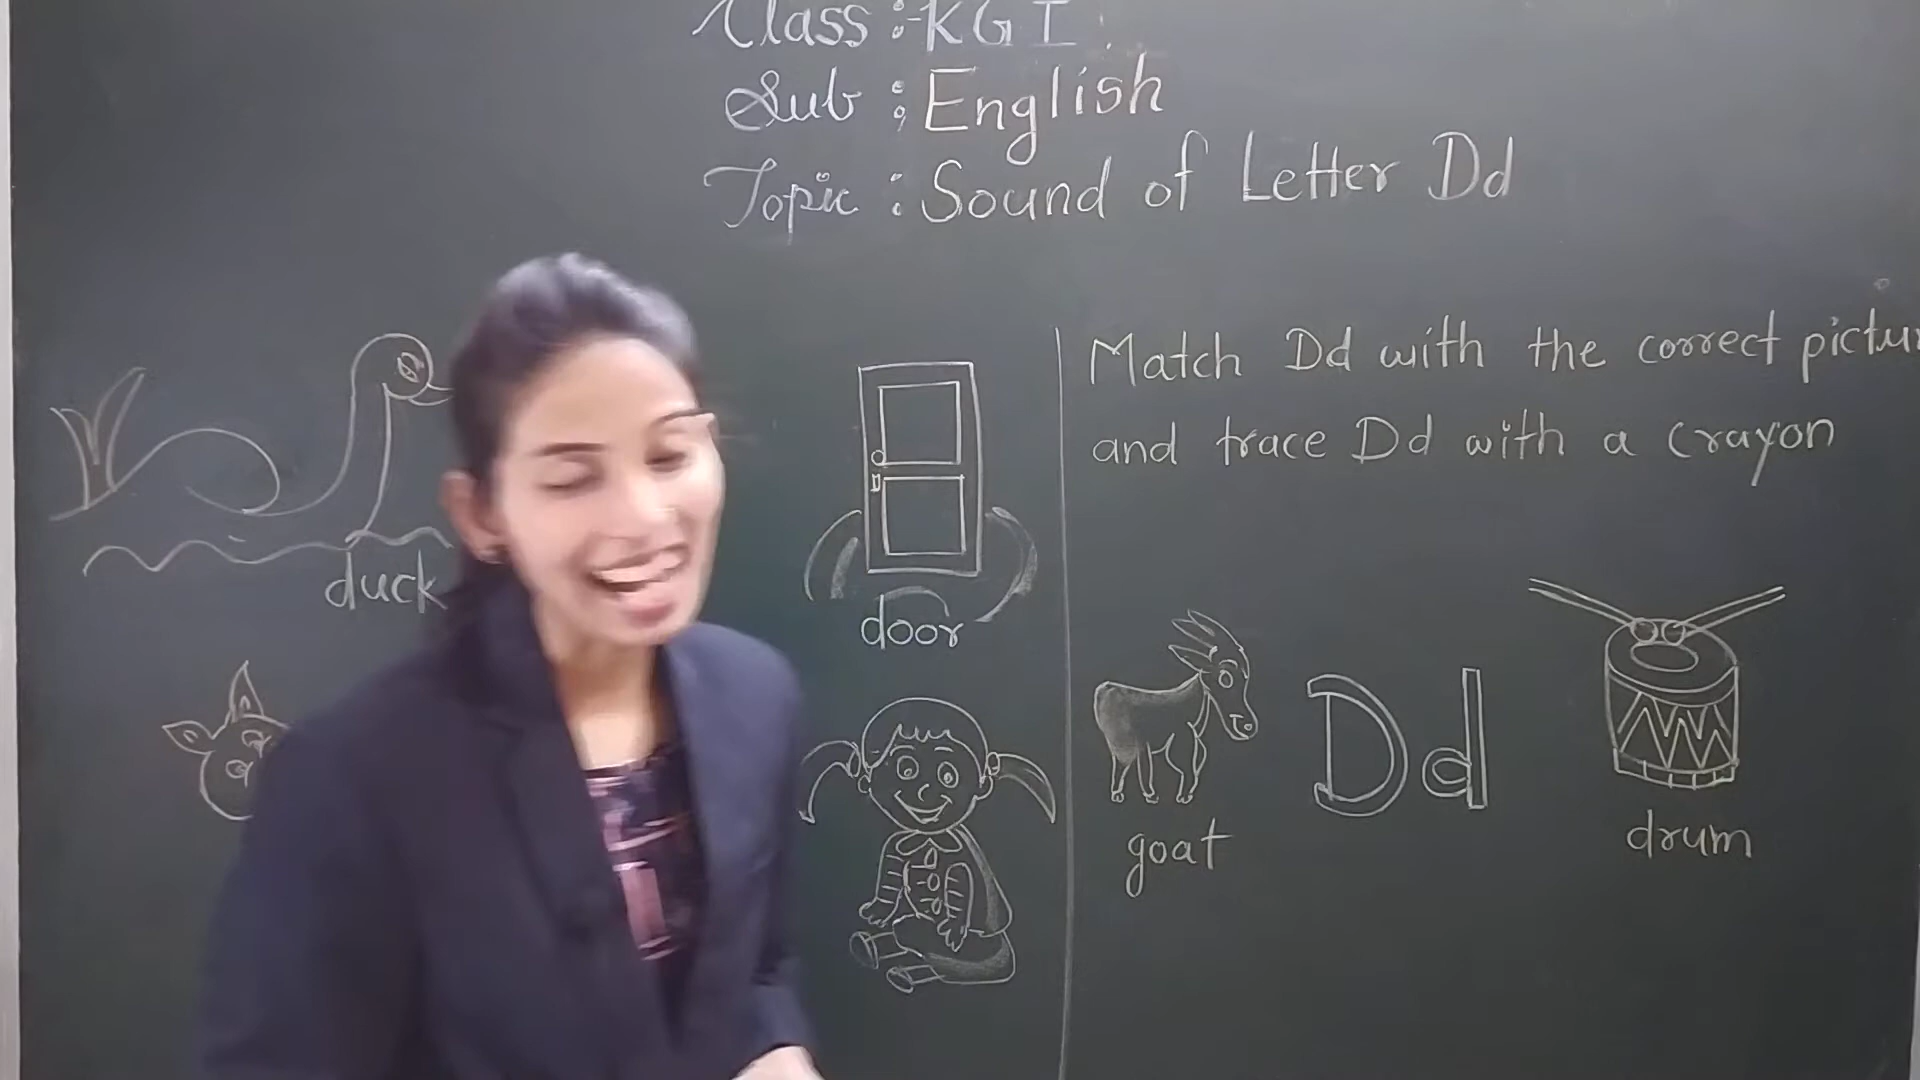 Class :- KG I
Sub : English
Topic : Sound of Letter Dd
duck
door
Match Dd with the correct pictur
and trace Dd with a crayon
goat
Dd
drum